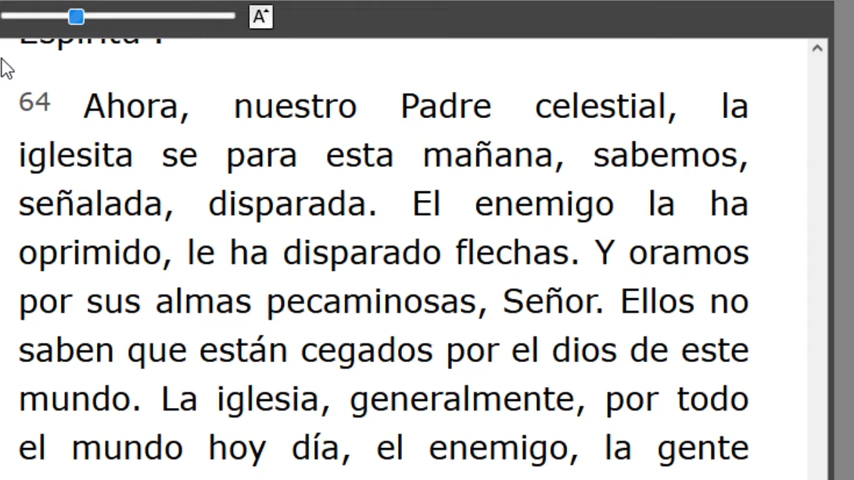 A
Espíritu".
64 Ahora, nuestro Padre celestial, la
iglesita se para esta mañana, sabemos,
señalada, disparada. El enemigo la ha
oprimido, le ha disparado flechas. Y oramos
por sus almas pecaminosas, Señor. Ellos no
saben que están cegados por el dios de este
mundo. La iglesia, generalmente, por todo
el mundo hoy día, el enemigo, la gente